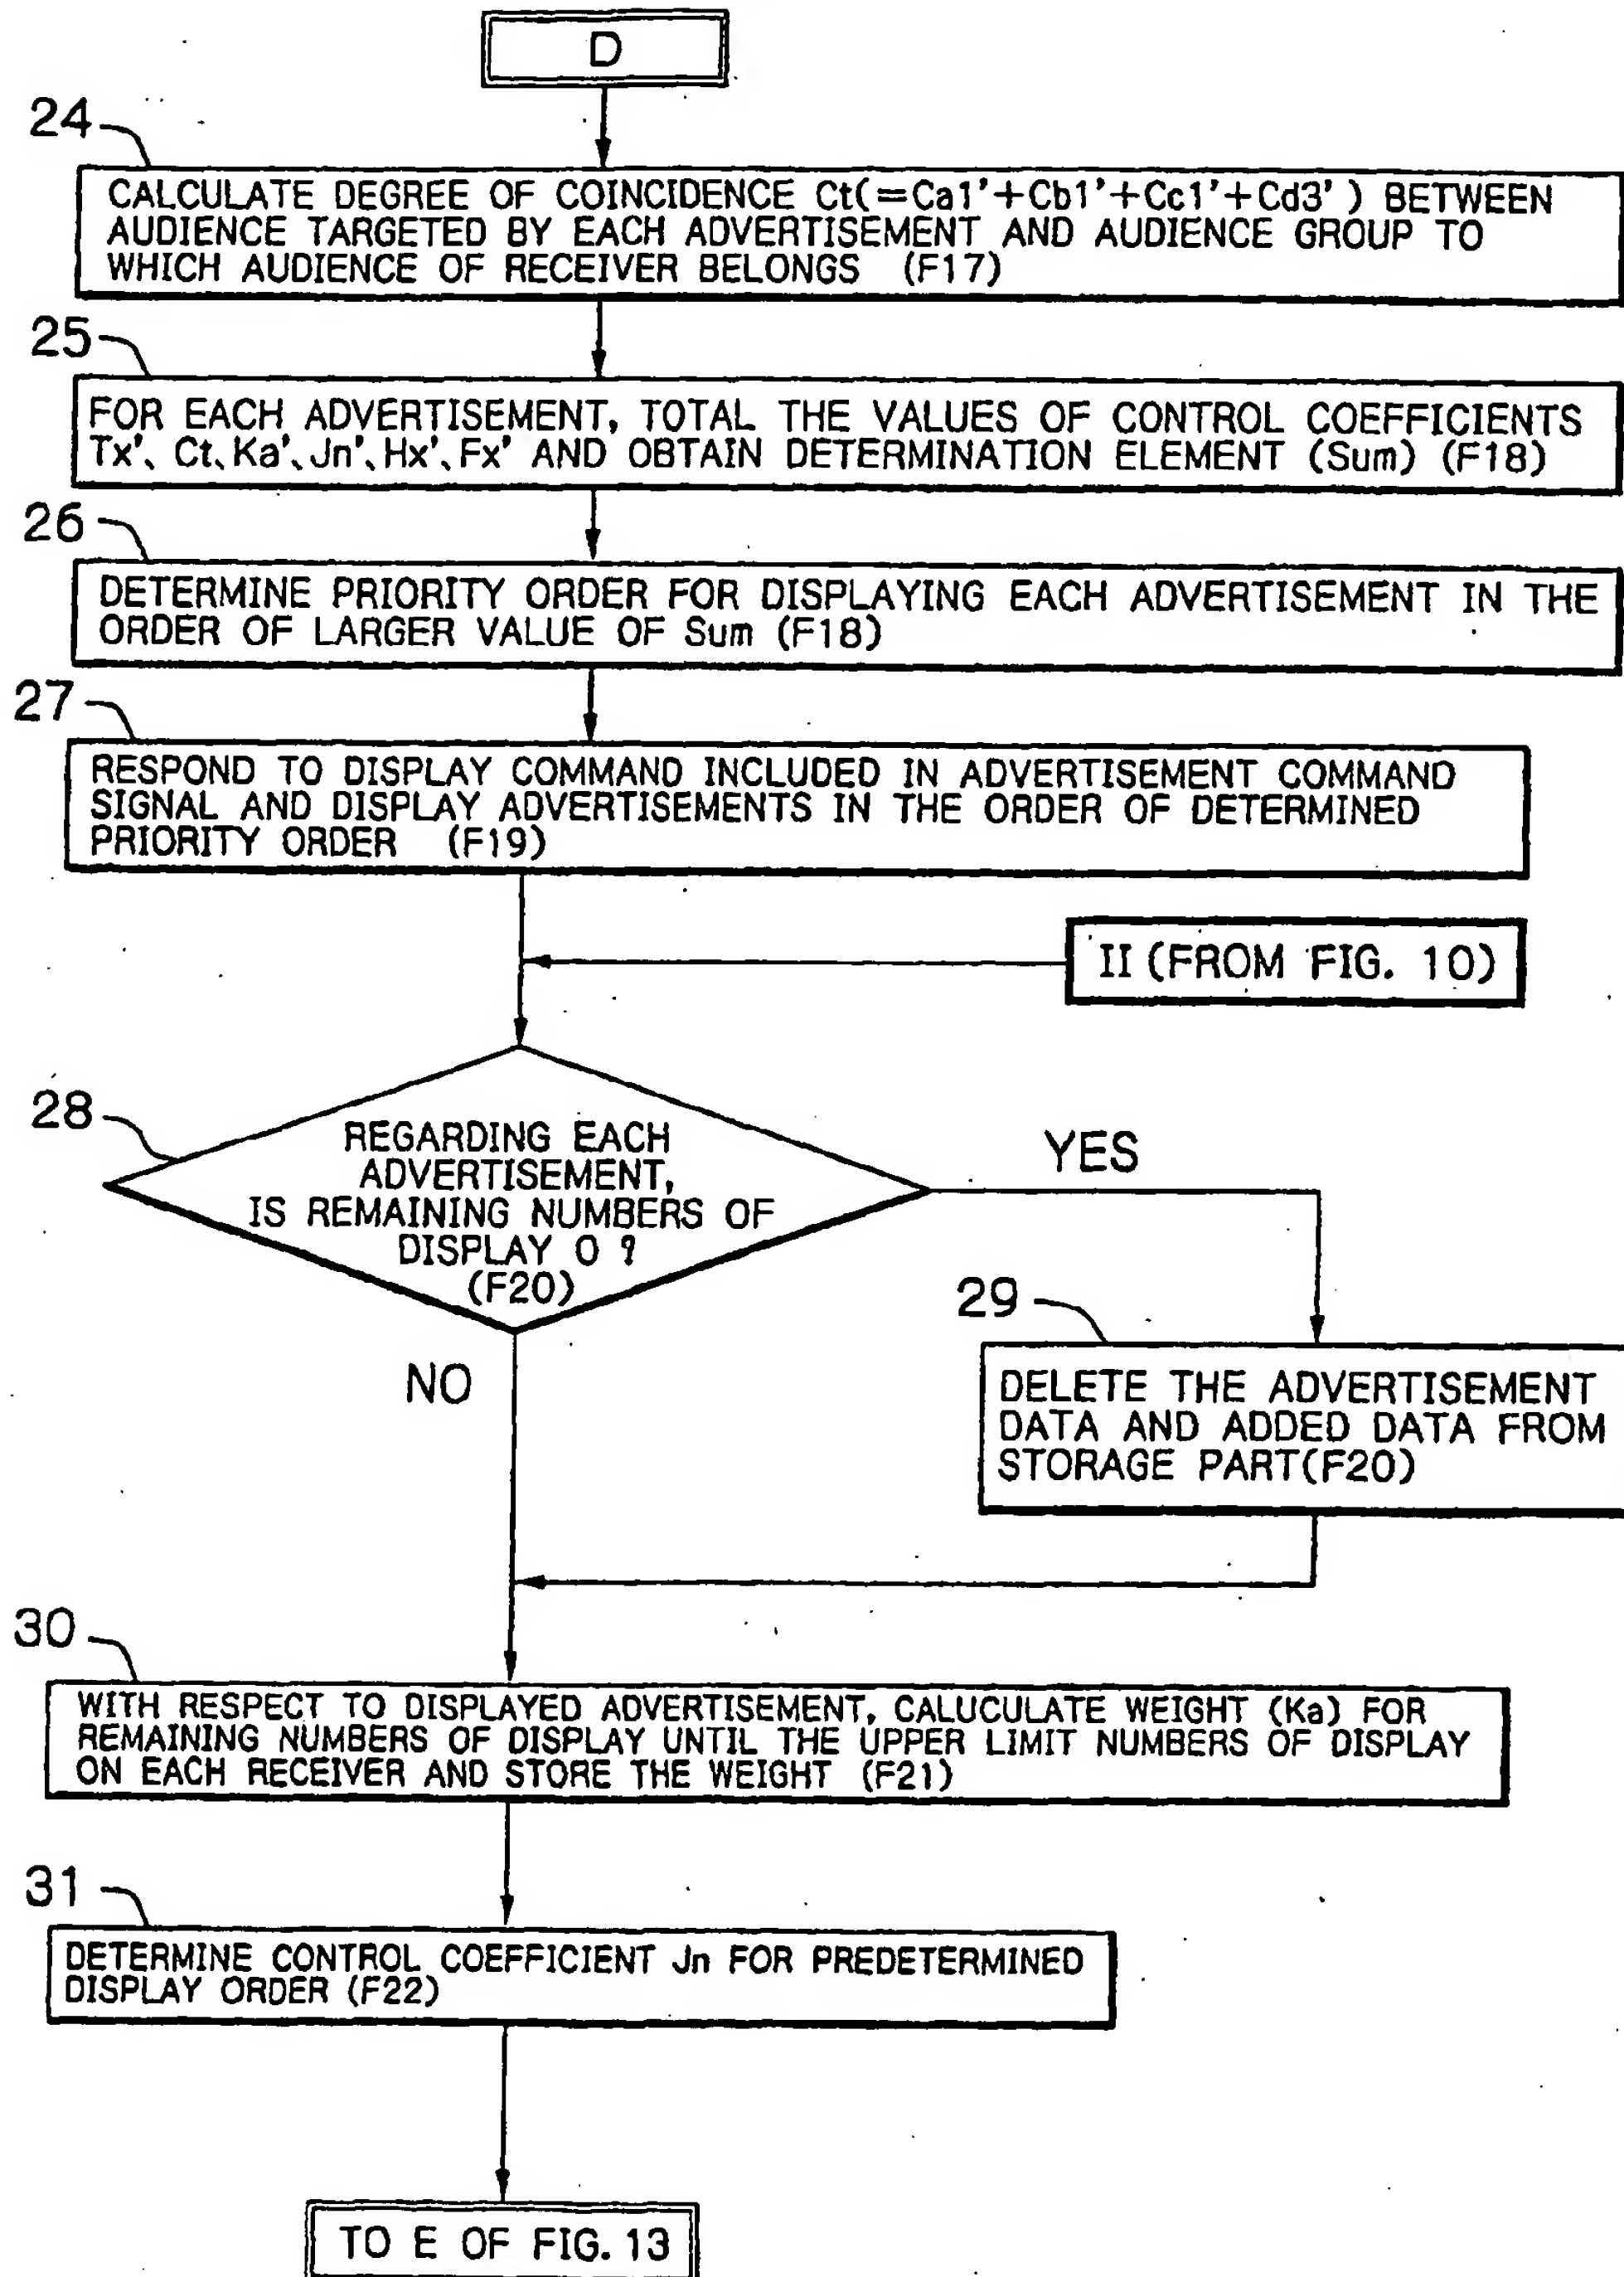 D
24
CALCULATE DEGREE OF COINCIDENCE Ct(=Ca1'+Cb1'+Cc1'+Cd3') BETWEEN
AUDIENCE TARGETED BY EACH ADVERTISEMENT AND AUDIENCE GROUP TO
WHICH AUDIENCE OF RECEIVER BELONGS (F17)
25
FOR EACH ADVERTISEMENT, TOTAL THE VALUES OF CONTROL COEFFICIENTS
Tx'、Ct、Ka'、Jn'、Hx'、Fx' AND OBTAIN DETERMINATION ELEMENT (Sum) (F18)
26
DETERMINE PRIORITY ORDER FOR DISPLAYING EACH ADVERTISEMENT IN THE
ORDER OF LARGER VALUE OF Sum (F18)
27
RESPOND TO DISPLAY COMMAND INCLUDED IN ADVERTISEMENT COMMAND
SIGNAL AND DISPLAY ADVERTISEMENTS IN THE ORDER OF DETERMINED
PRIORITY ORDER (F19)
II (FROM FIG. 10)
28
REGARDING EACH
ADVERTISEMENT,
IS REMAINING NUMBERS OF
DISPLAY 0 ?
(F20)
YES
NO
29
DELETE THE ADVERTISEMENT
DATA AND ADDED DATA FROM
STORAGE PART(F20)
30
WITH RESPECT TO DISPLAYED ADVERTISEMENT, CALUCULATE WEIGHT (Ka) FOR
REMAINING NUMBERS OF DISPLAY UNTIL THE UPPER LIMIT NUMBERS OF DISPLAY
ON EACH RECEIVER AND STORE THE WEIGHT (F21)
31
DETERMINE CONTROL COEFFICIENT Jn FOR PREDETERMINED
DISPLAY ORDER (F22)
TO E OF FIG. 13